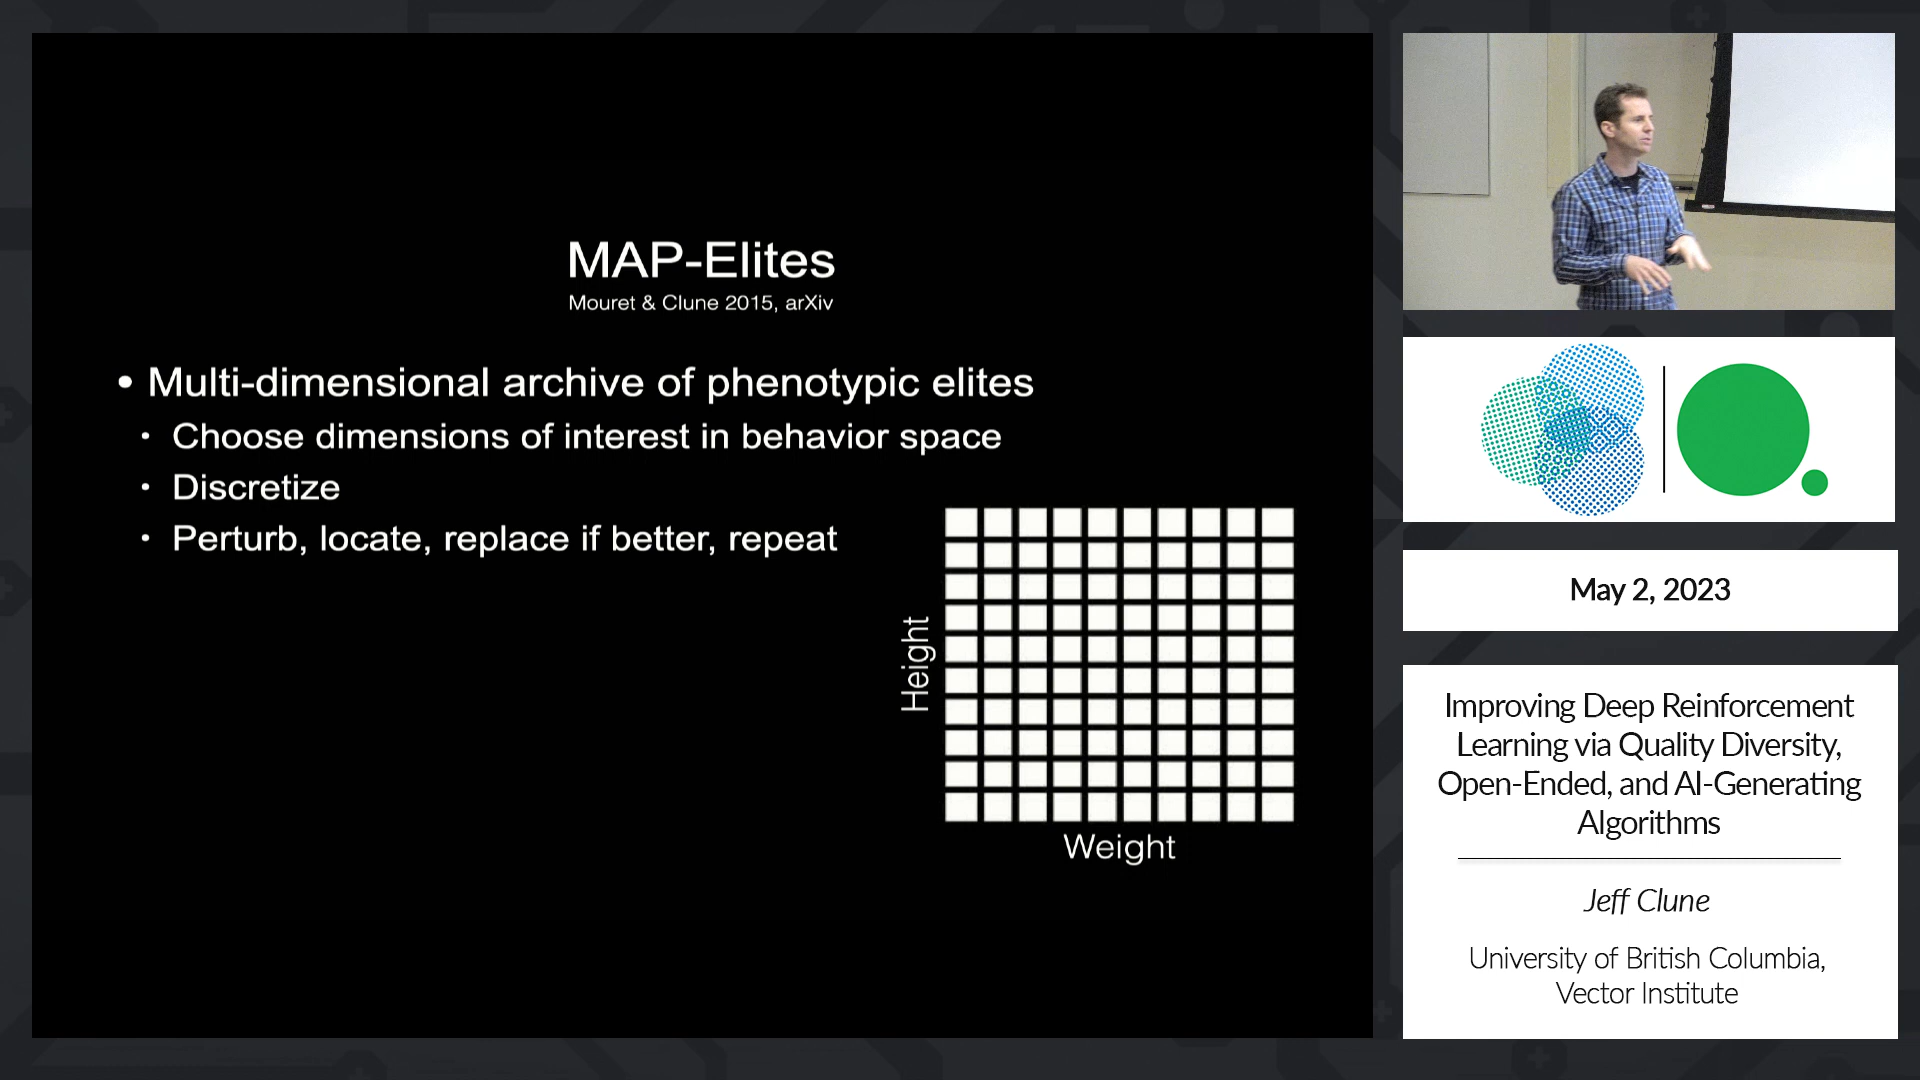 MAP-Elites
Mouret & Clune 2015, arXiv
• Multi-dimensional archive of phenotypic elites
· Choose dimensions of interest in behavior space
· Discretize
· Perturb, locate, replace if better, repeat
Height
Weight
May 2, 2023
Improving Deep Reinforcement
Learning via Quality Diversity,
Open-Ended, and AI-Generating
Algorithms
Jeff Clune
University of British Columbia,
Vector Institute